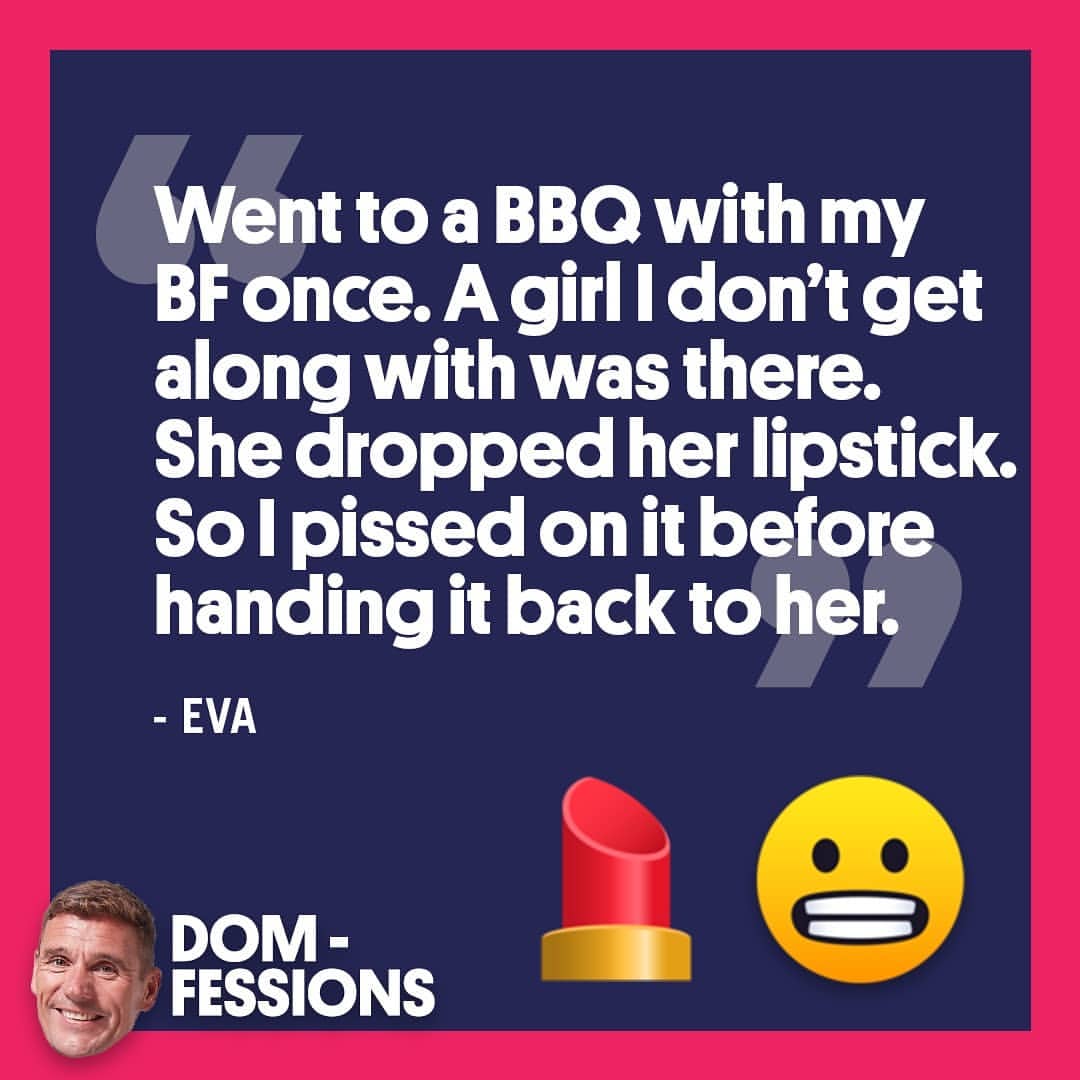 Went to a BBQ with my
BF once. A girl I don’t get
along with was there.
She dropped her lipstick.
So I pissed on it before
handing it back to her.
- EVA
DOM -
FESSIONS